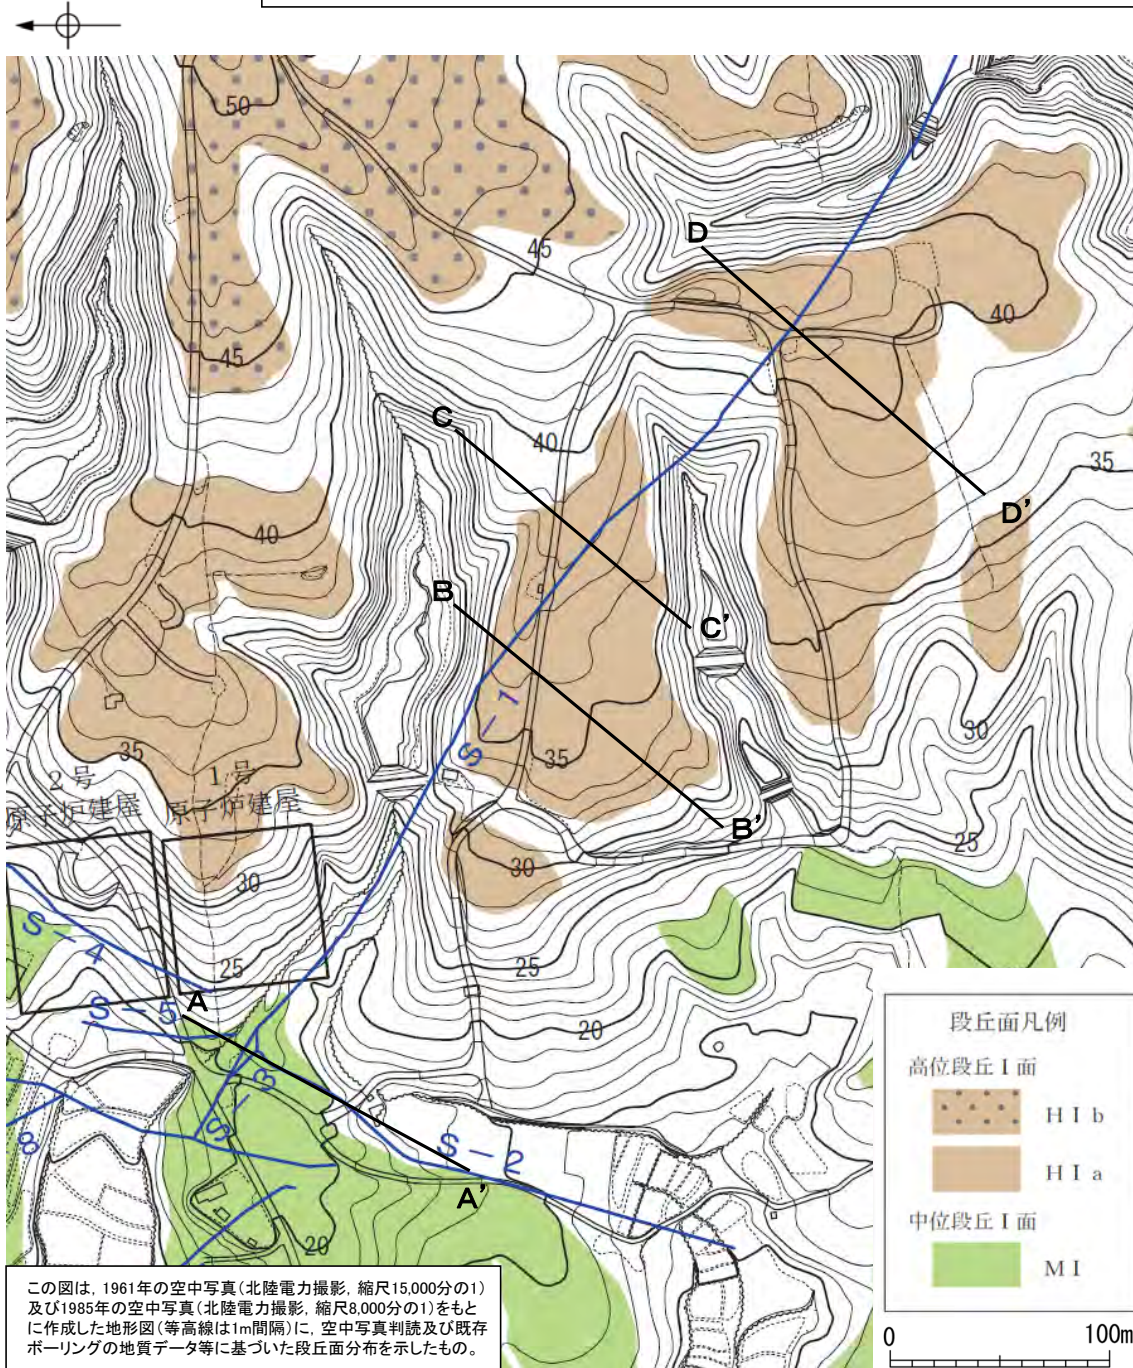 50
45
D
40
45
C
40
35
D'
40
B
C'
S-1
35
35
30
2号
1号
原子炉建屋
原子炉建屋
B'
25
30
30
S-4
25
25
A
S-5
20
S-3
8
S-2
A'
20
段丘面凡例
高位段丘Ⅰ面
HⅠb
HⅠa
中位段丘Ⅰ面
MⅠ
この図は，1961年の空中写真（北陸電力撮影，縮尺15,000分の1）
及び1985年の空中写真（北陸電力撮影，縮尺8,000分の1）をもと
に作成した地形図（等高線は1m間隔）に，空中写真判読及び既存
ボーリングの地質データ等に基づいた段丘面分布を示したもの。
0 100m